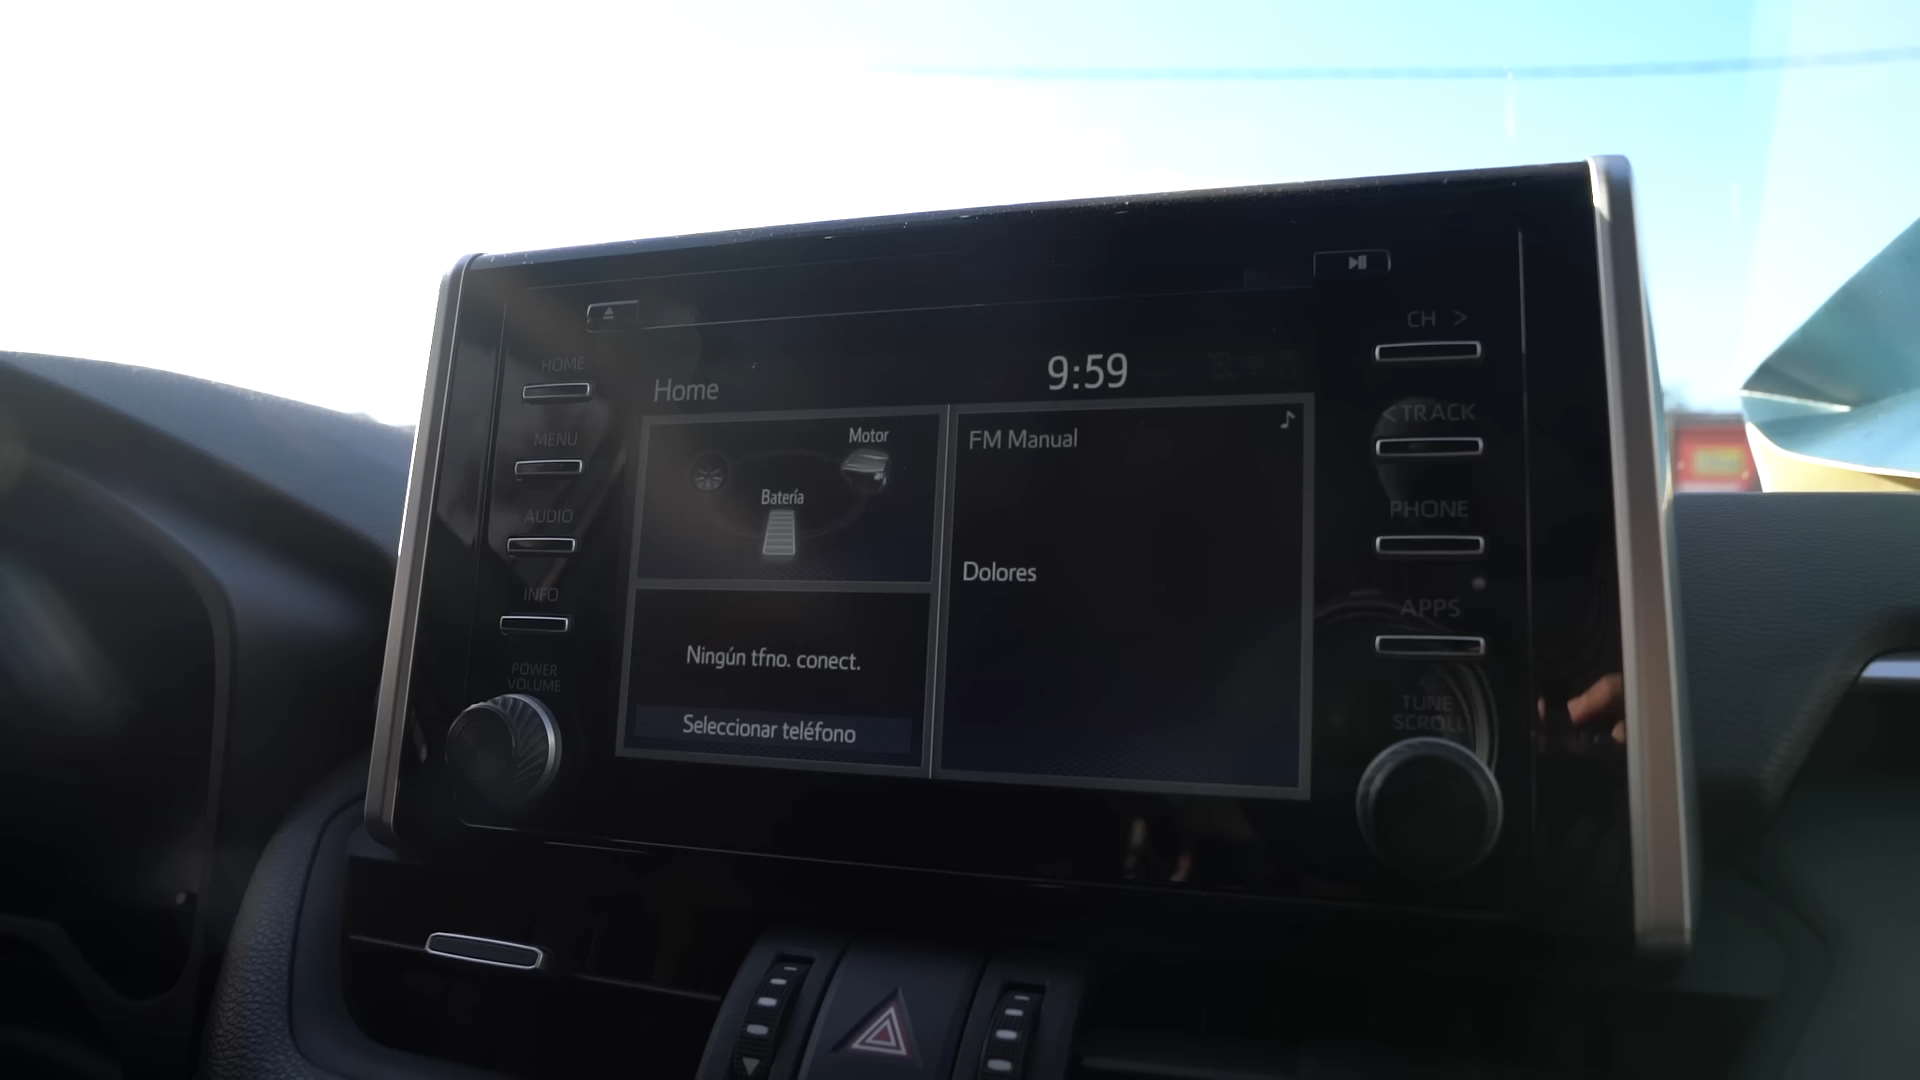 HOME
MENU
AUDIO
INFO
POWER
VOLUME
Home
9:59
Motor
Batería
Ningún tfno. conect.
Seleccionar teléfono
FM Manual
Dolores
CH >
< TRACK
PHONE
APPS
TUNE
SCROLL